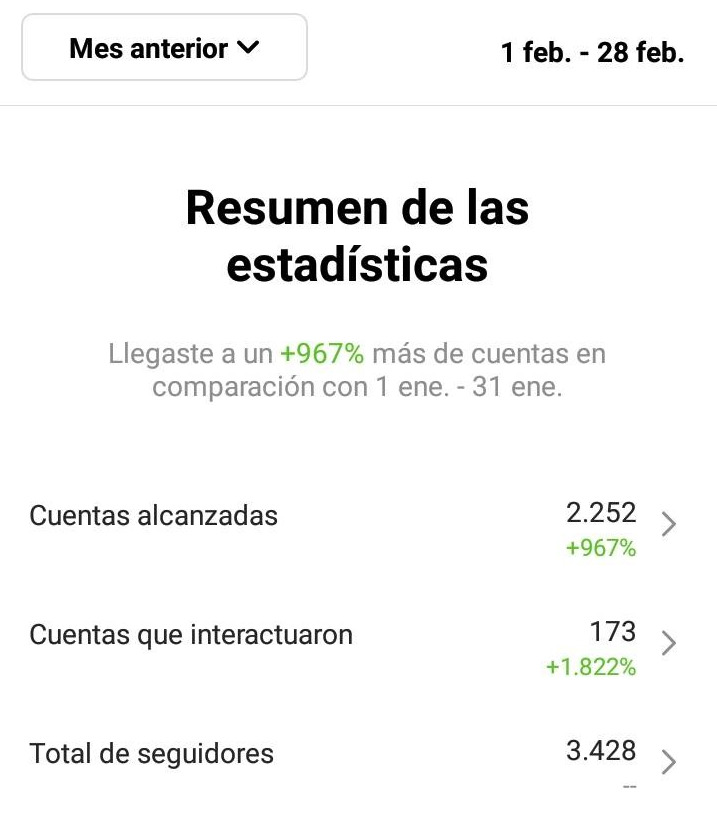 Mes anterior
1 feb. - 28 feb.
Resumen de las
estadísticas
Llegaste a un +967% más de cuentas en
comparación con 1 ene. - 31 ene.
Cuentas alcanzadas
2.252
+967%
Cuentas que interactuaron
173
+1.822%
Total de seguidores
3.428
--